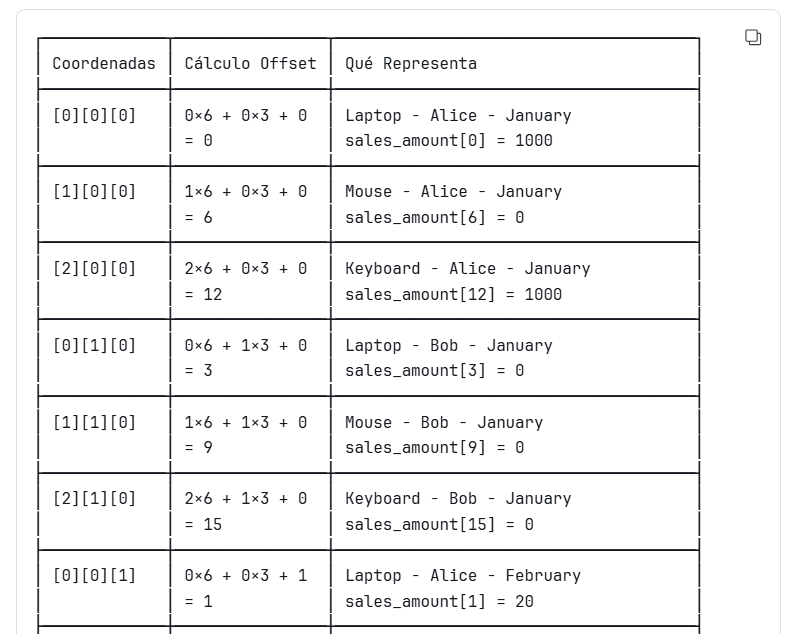 Coordenadas Cálculo Offset Qué Representa
[0][0][0] 0×6 + 0×3 + 0 Laptop - Alice - January
= 0 sales_amount[0] = 1000
[1][0][0] 1×6 + 0×3 + 0 Mouse - Alice - January
= 6 sales_amount[6] = 0
[2][0][0] 2×6 + 0×3 + 0 Keyboard - Alice - January
= 12 sales_amount[12] = 1000
[0][1][0] 0×6 + 1×3 + 0 Laptop - Bob - January
= 3 sales_amount[3] = 0
[1][1][0] 1×6 + 1×3 + 0 Mouse - Bob - January
= 9 sales_amount[9] = 0
[2][1][0] 2×6 + 1×3 + 0 Keyboard - Bob - January
= 15 sales_amount[15] = 0
[0][0][1] 0×6 + 0×3 + 1 Laptop - Alice - February
= 1 sales_amount[1] = 20